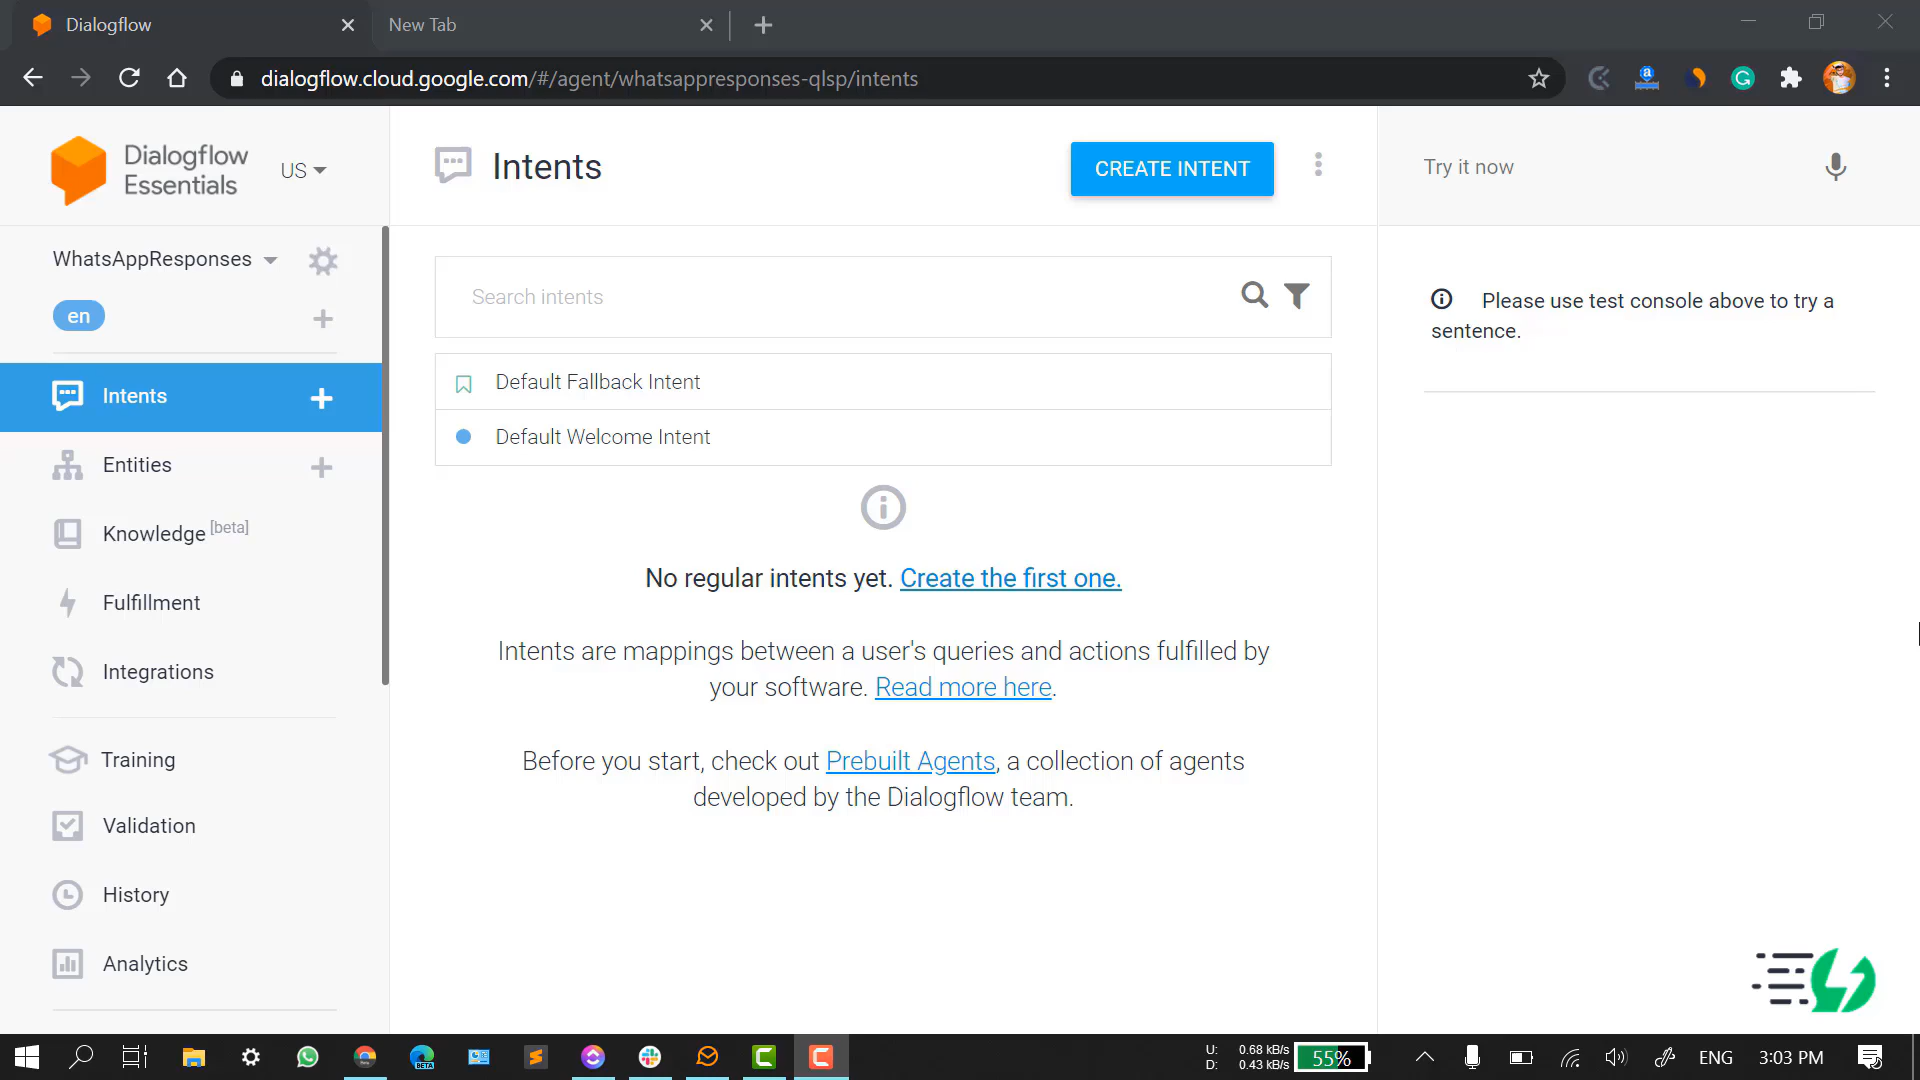 Dialogflow
New Tab
dialogflow.cloud.google.com/#/agent/whatsappresponses-qlsp/intents
Dialogflow
Essentials
US
Intents
CREATE INTENT
Try it now
WhatsAppResponses
en
Search intents
Please use test console above to try a
sentence.
Intents
Default Fallback Intent
Default Welcome Intent
Entities
Knowledge [beta]
Fulfillment
Integrations
No regular intents yet. Create the first one.
Intents are mappings between a user's queries and actions fulfilled by
your software. Read more here.
Before you start, check out Prebuilt Agents, a collection of agents
developed by the Dialogflow team.
Training
Validation
History
Analytics
U: 0.68 kB/s
D: 0.43 kB/s
55%
ENG
3:03 PM
BETA